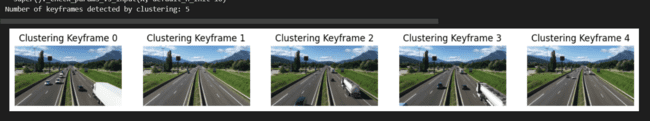 Number of keyframes detected by clustering: 5
Clustering Keyframe 0
Clustering Keyframe 1
Clustering Keyframe 2
Clustering Keyframe 3
Clustering Keyframe 4